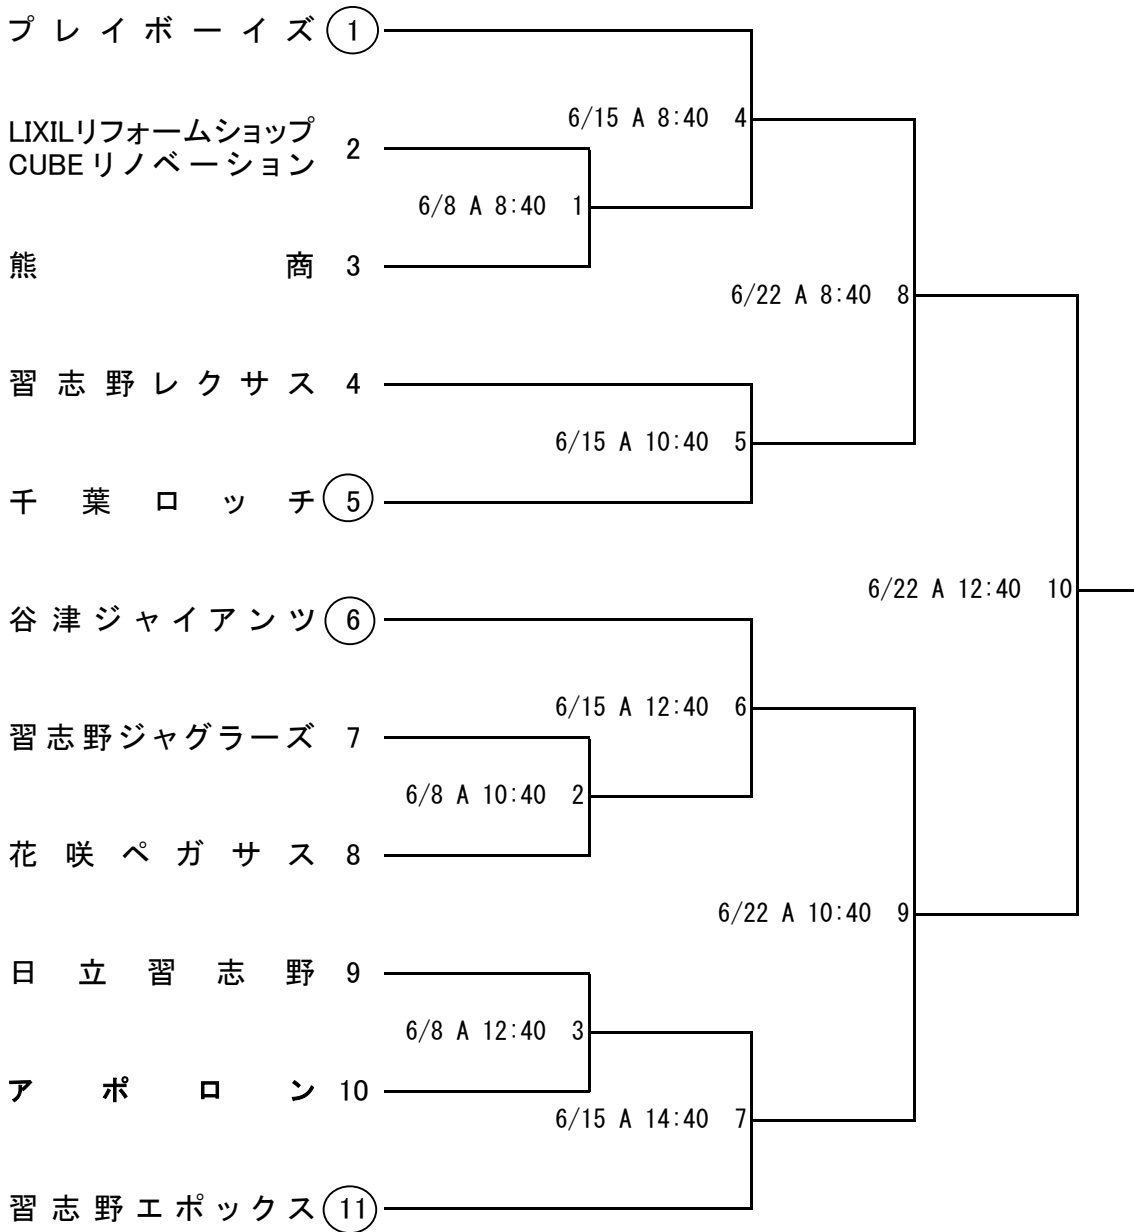 プレイボーイズ 1
6/15 A 8:40 4
LIXILリフォームショップ
CUBEリノベーション 2
6/8 A 8:40 1
熊商 3
6/22 A 8:40 8
習志野レクサス 4
6/15 A 10:40 5
千葉ロッチ 5
6/22 A 12:40 10
谷津ジャイアンツ 6
6/15 A 12:40 6
習志野ジャグラーズ 7
6/8 A 10:40 2
花咲ペガサス 8
6/22 A 10:40 9
日立習志野 9
6/8 A 12:40 3
アポロン 10
6/15 A 14:40 7
習志野エポックス 11